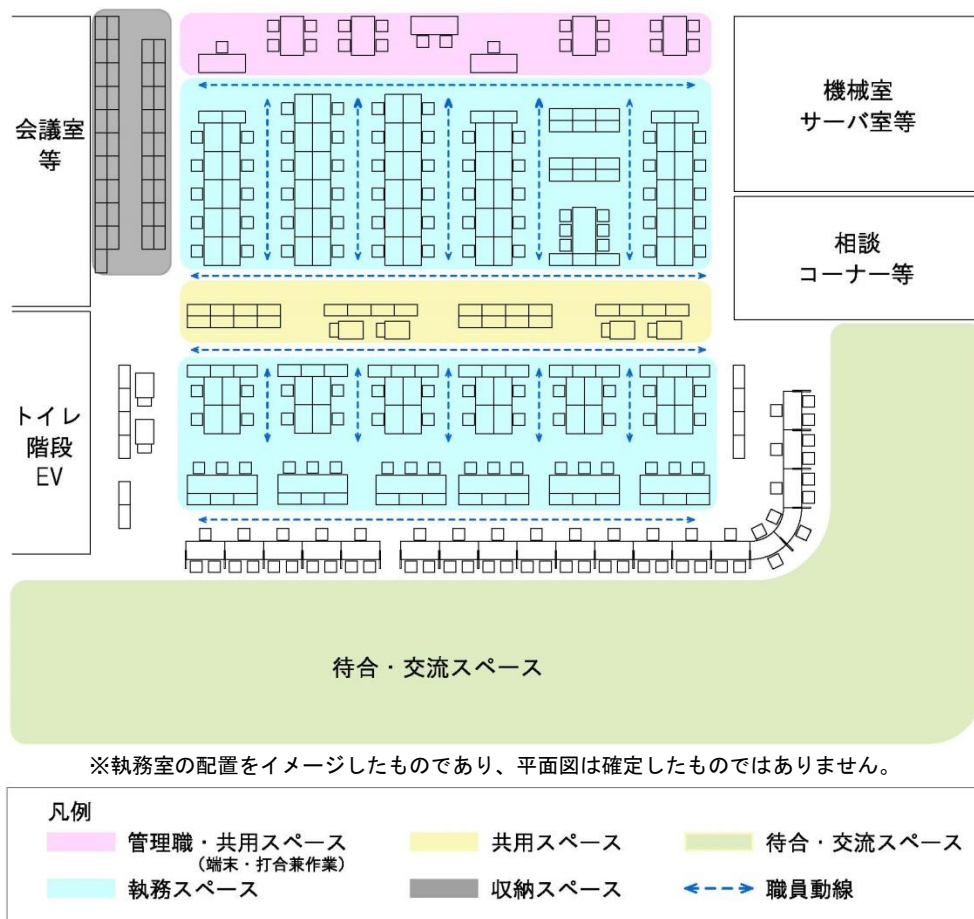 会議室
等
機械室
サーバ室等
相談
コーナー等
トイレ
階段
EV
待合・交流スペース
※執務室の配置をイメージしたものであり、平面図は確定したものではありません。
凡例
管理職・共用スペース
（端末・打合兼作業）
共用スペース
待合・交流スペース
執務スペース
収納スペース
職員動線